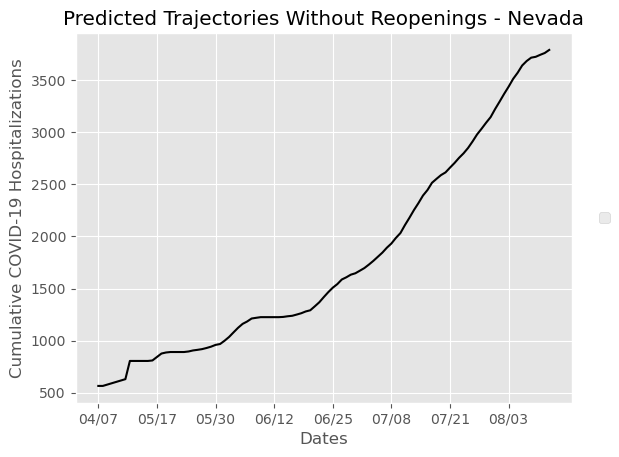 Predicted Trajectories Without Reopenings - Nevada
Cumulative COVID-19 Hospitalizations
3500
3000
2500
2000
1500
1000
500
04/07 05/17 05/30 06/12 06/25 07/08 07/21 08/03
Dates